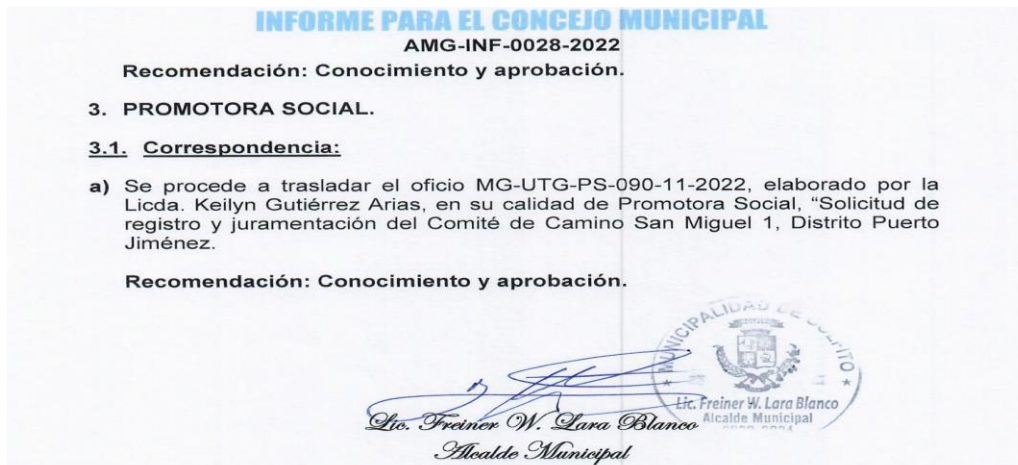 INFORME PARA EL CONCEJO MUNICIPAL
AMG-INF-0028-2022
Recomendación: Conocimiento y aprobación.
3. PROMOTORA SOCIAL.
3.1. Correspondencia:
a) Se procede a trasladar el oficio MG-UTG-PS-090-11-2022, elaborado por la
Licda. Keilyn Gutiérrez Arias, en su calidad de Promotora Social, “Solicitud de
registro y juramentación del Comité de Camino San Miguel 1, Distrito Puerto
Jiménez.
Recomendación: Conocimiento y aprobación.
MUNICIPALIDAD DE GOLFITO
Lic. Freiner W. Lara Blanco
Alcalde Municipal
Lic. Freiner W. Lara Blanco
Alcalde Municipal